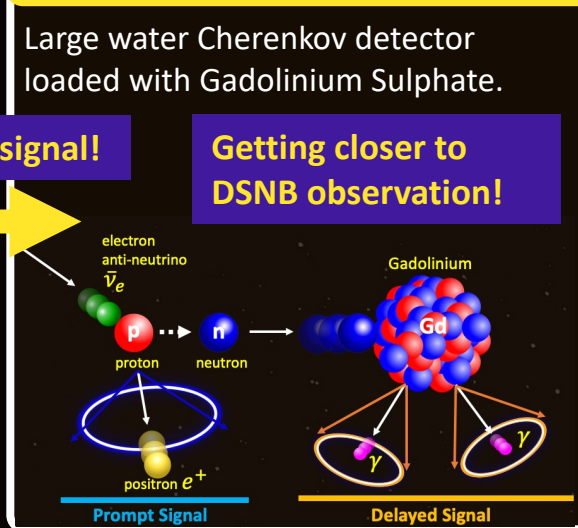 Large water Cherenkov detector
loaded with Gadolinium Sulphate.
signal!
Getting closer to
DSNB observation!
electron
anti-neutrino
ν̄e
Gadolinium
p
n
Gd
proton
neutron
γ
γ
positron e⁺
Prompt Signal
Delayed Signal